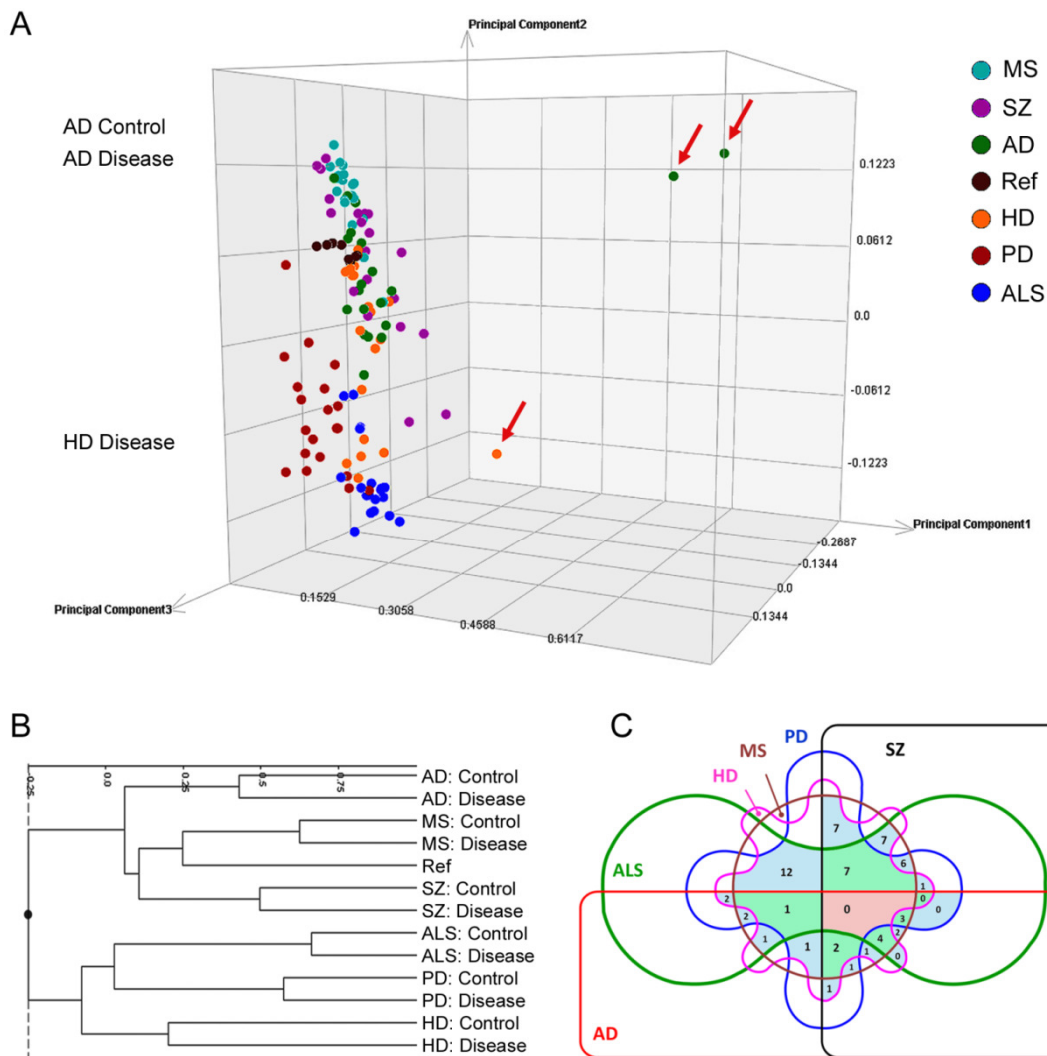 A
Principal Component2
AD Control
AD Disease
HD Disease
MS
SZ
AD
Ref
HD
PD
ALS
0.1223
0.0612
0.0
-0.0612
-0.1223
Principal Component1
-0.2687
-0.1344
0.0
0.1344
Principal Component3
0.1529
0.3058
0.4588
0.6117
B
-0.25
0.0
0.25
0.5
0.75
AD: Control
AD: Disease
MS: Control
MS: Disease
Ref
SZ: Control
SZ: Disease
ALS: Control
ALS: Disease
PD: Control
PD: Disease
HD: Control
HD: Disease
C
PD
MS
SZ
HD
ALS
AD
7
7
6
12
7
1
0
2
1
0
3
0
2
2
4
0
1
1
2
1
1
1